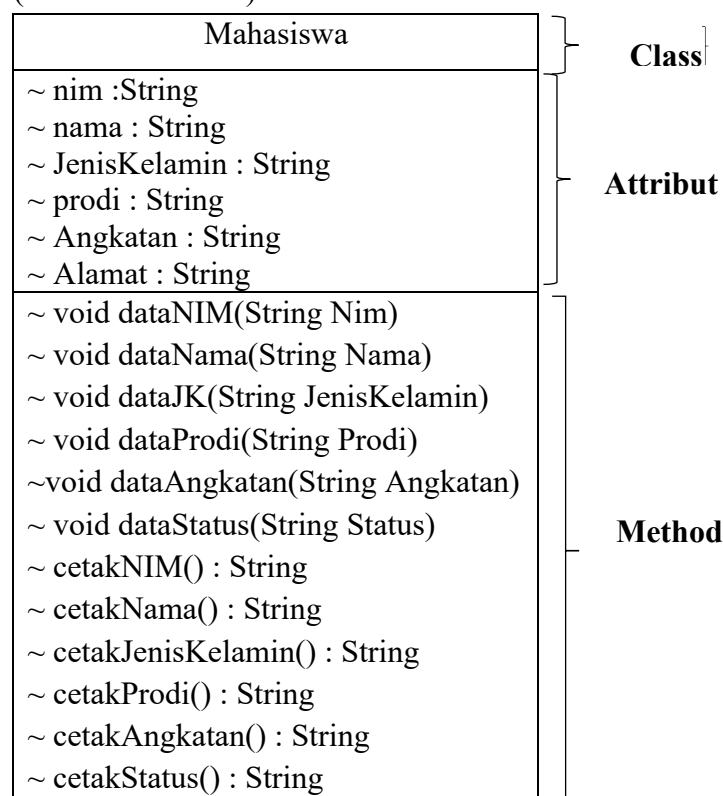 Mahasiswa
Class
~ nim :String
~ nama : String
~ JenisKelamin : String
~ prodi : String
~ Angkatan : String
~ Alamat : String
Attribut
~ void dataNIM(String Nim)
~ void dataNama(String Nama)
~ void dataJK(String JenisKelamin)
~ void dataProdi(String Prodi)
~void dataAngkatan(String Angkatan)
~ void dataStatus(String Status)
~ cetakNIM() : String
~ cetakNama() : String
~ cetakJenisKelamin() : String
~ cetakProdi() : String
~ cetakAngkatan() : String
~ cetakStatus() : String
Method